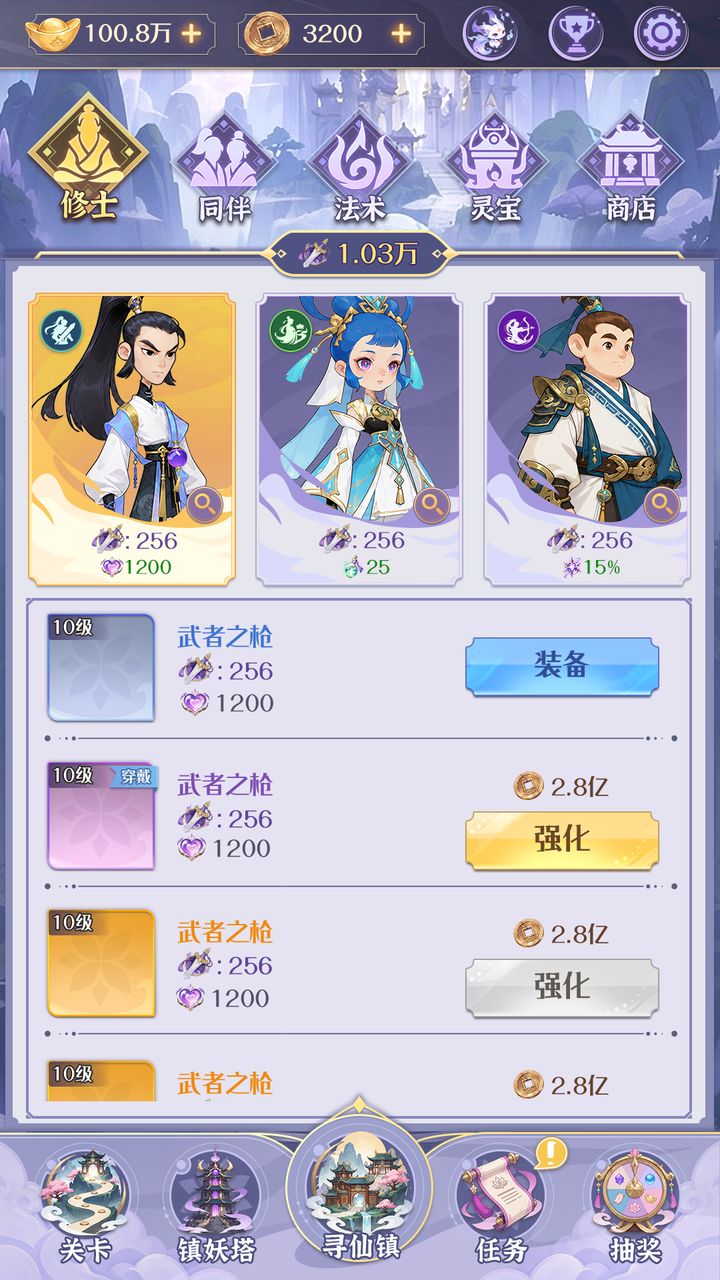 100.8万
3200
修士
同伴
法术
灵宝
商店
1.03万
: 256
1200
: 256
25
: 256
15%
10级
武者之枪
: 256
1200
装备
10级
穿戴
武者之枪
: 256
1200
2.8亿
强化
10级
武者之枪
: 256
1200
2.8亿
强化
10级
武者之枪
2.8亿
关卡
镇妖塔
寻仙镇
任务
抽奖